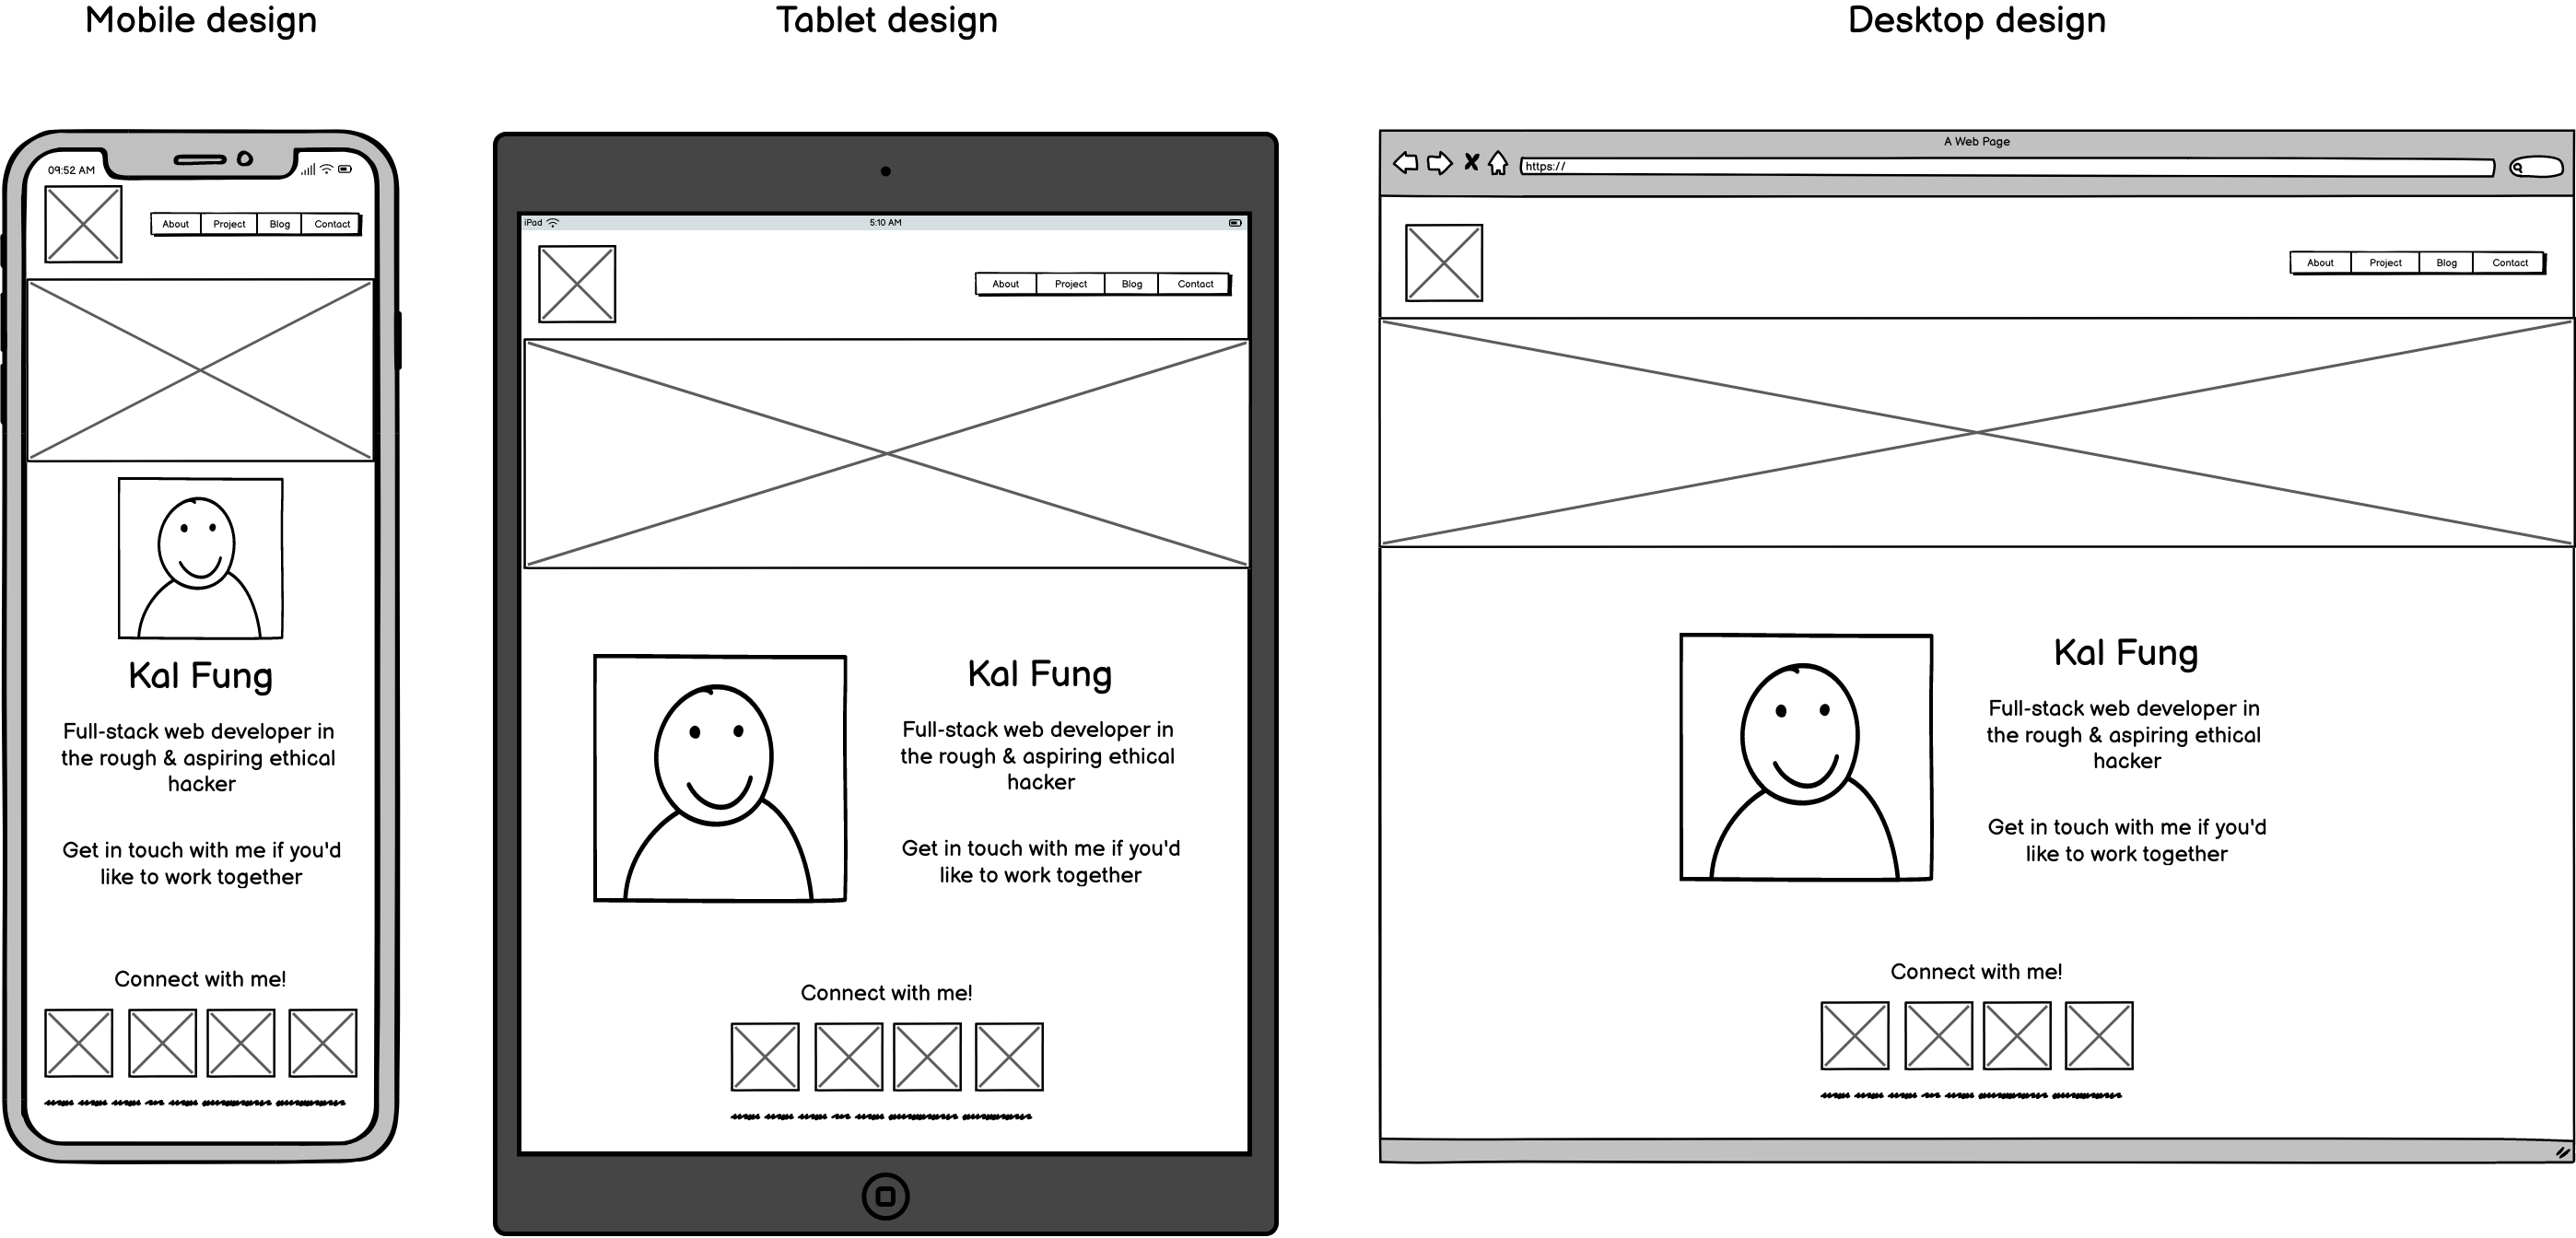 Mobile design
Tablet design
Desktop design
09:52 AM
About Project Blog Contact
Kal Fung
Full-stack web developer in
the rough & aspiring ethical
hacker
Get in touch with me if you'd
like to work together
Connect with me!
iPad
5:10 AM
About Project Blog Contact
Kal Fung
Full-stack web developer in
the rough & aspiring ethical
hacker
Get in touch with me if you'd
like to work together
Connect with me!
A Web Page
https://
About Project Blog Contact
Kal Fung
Full-stack web developer in
the rough & aspiring ethical
hacker
Get in touch with me if you'd
like to work together
Connect with me!